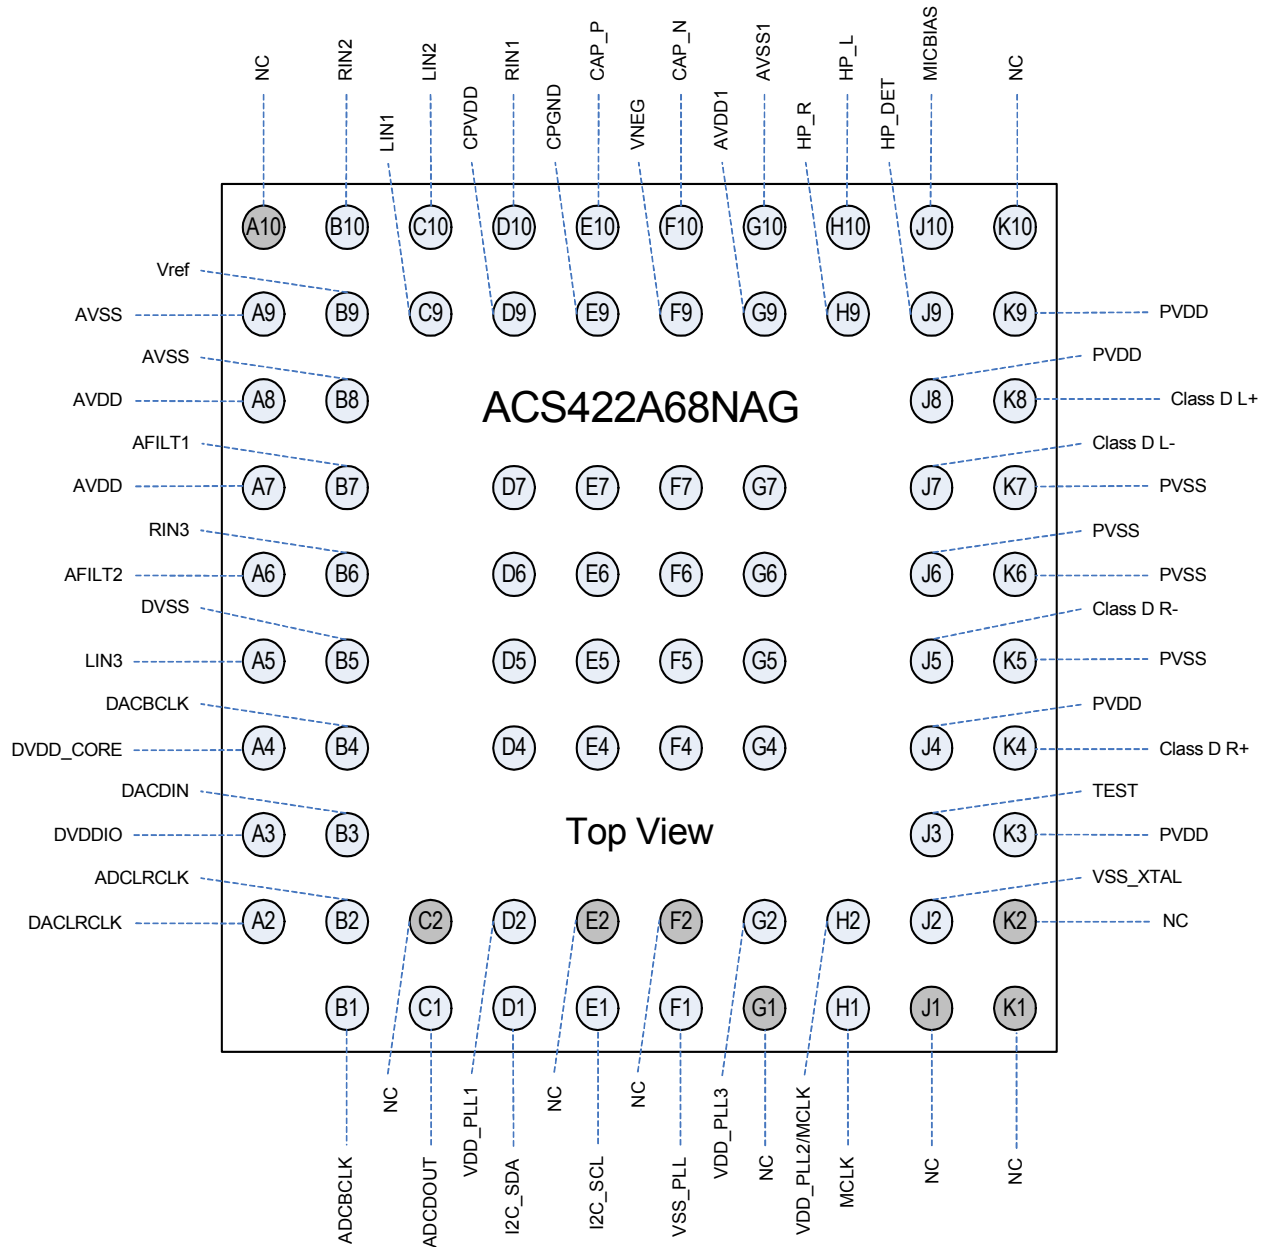 NC
RIN2
LIN2
RIN1
CAP_P
CAP_N
AVSS1
HP_L
MICBIAS
NC
LIN1
CPVDD
CPGND
VNEG
AVDD1
HP_R
HP_DET
A10 B10 C10 D10 E10 F10 G10 H10 J10 K10
Vref
AVSS A9 B9 C9 D9 E9 F9 G9 H9 J9 K9 PVDD
AVSS PVDD
AVDD A8 B8 ACS422A68NAG J8 K8 Class D L+
AFILT1 Class D L-
AVDD A7 B7 D7 E7 F7 G7 J7 K7 PVSS
RIN3 PVSS
AFILT2 A6 B6 D6 E6 F6 G6 J6 K6 PVSS
DVSS Class D R-
LIN3 A5 B5 D5 E5 F5 G5 J5 K5 PVSS
DACBCLK PVDD
DVDD_CORE A4 B4 D4 E4 F4 G4 J4 K4 Class D R+
DACDIN TEST
DVDDIO A3 B3 Top View J3 K3 PVDD
ADCLRCLK VSS_XTAL
DACLRCLK A2 B2 C2 D2 E2 F2 G2 H2 J2 K2 NC
B1 C1 D1 E1 F1 G1 H1 J1 K1
NC
VDD_PLL1
NC
NC
VDD_PLL3
VDD_PLL2/MCLK
ADCBCLK
ADCDOUT
I2C_SDA
I2C_SCL
VSS_PLL
NC
MCLK
NC
NC